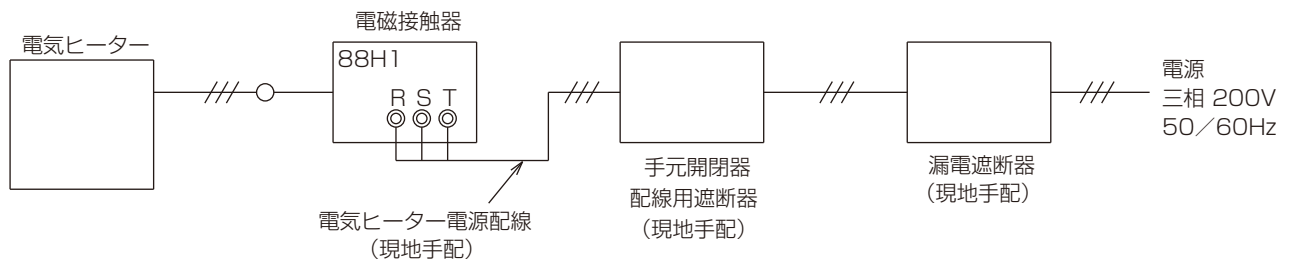 電磁接触器
電気ヒーター
88H1
R S T
電源
三相 200V
50／60Hz
手元開閉器
配線用遮断器
（現地手配）
漏電遮断器
（現地手配）
電気ヒーター電源配線
（現地手配）